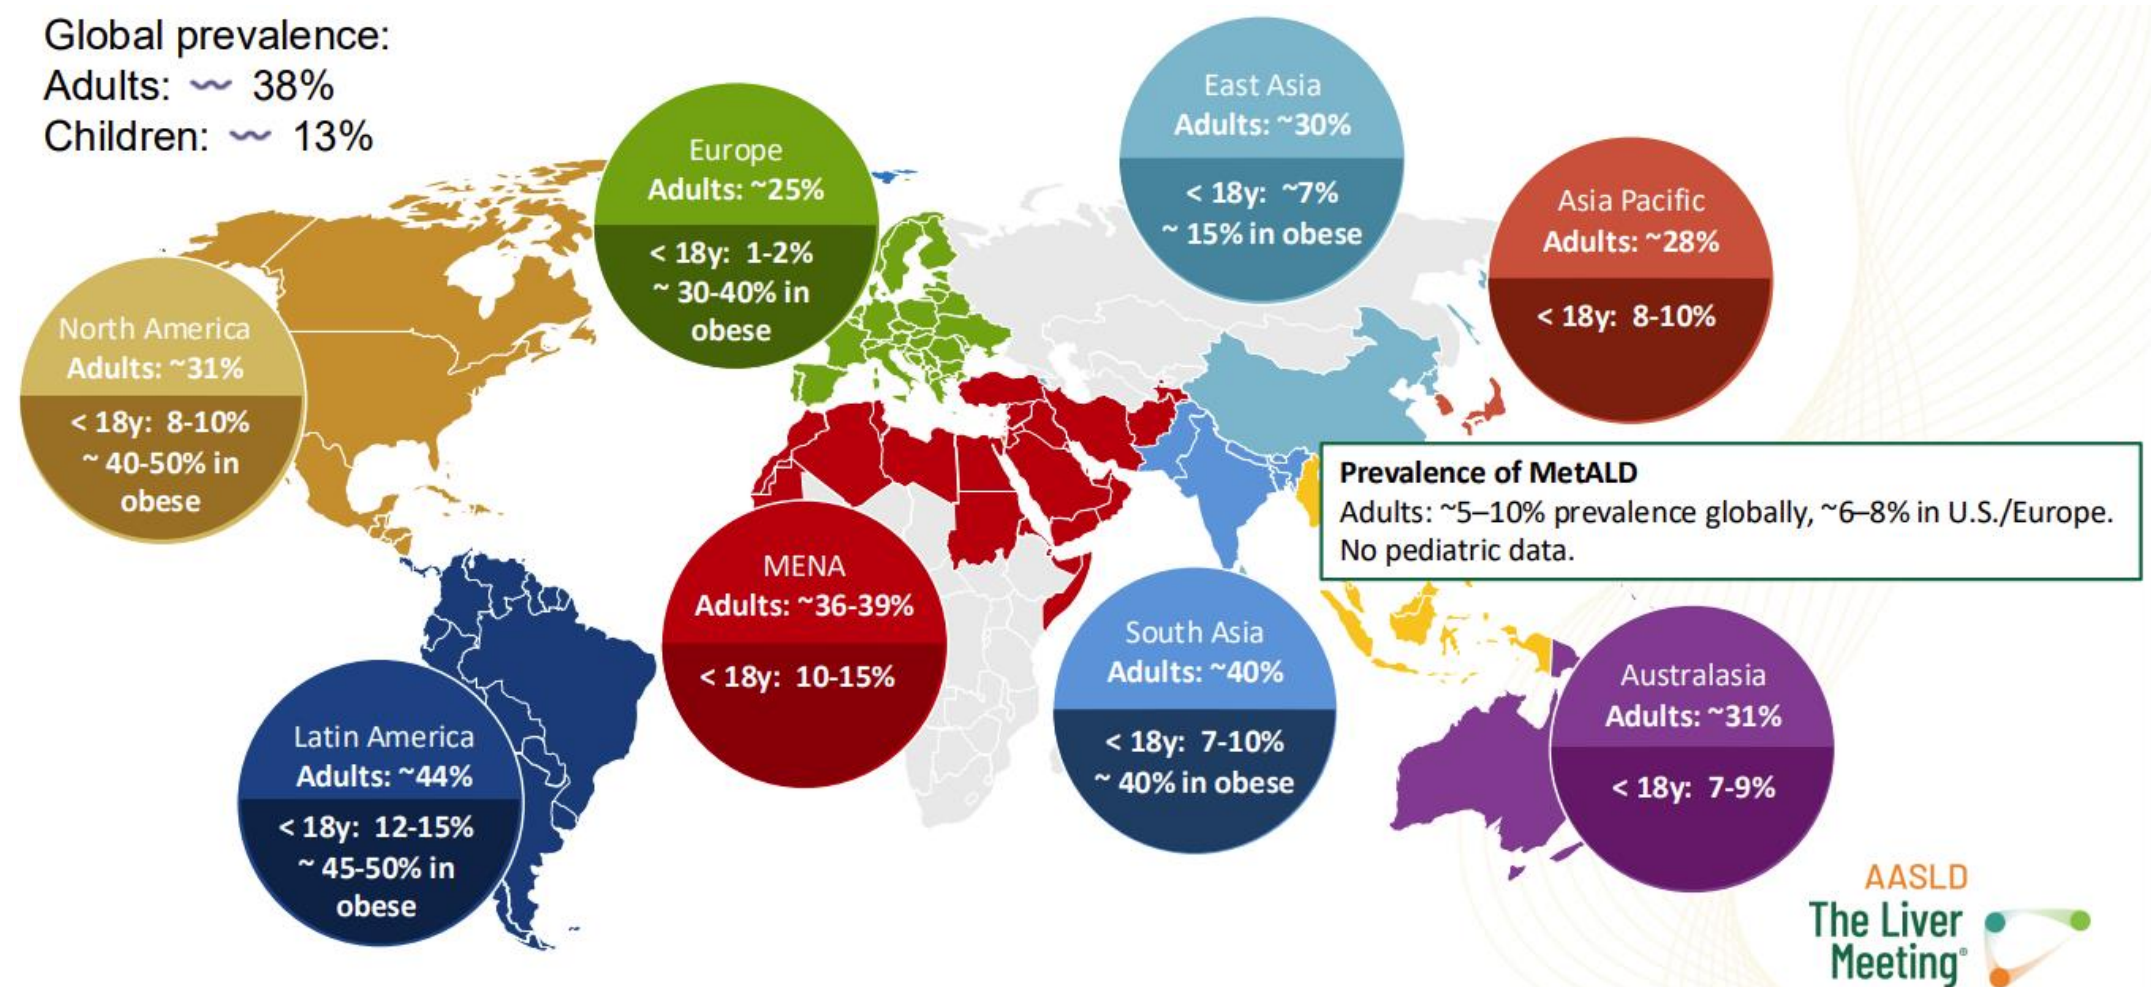 Global prevalence:
Adults: ~ 38%
Children: ~ 13%
North America
Adults: ~31%
< 18y: 8-10%
~ 40-50% in
obese
Europe
Adults: ~25%
< 18y: 1-2%
~ 30-40% in
obese
East Asia
Adults: ~30%
< 18y: ~7%
~ 15% in obese
Asia Pacific
Adults: ~28%
< 18y: 8-10%
Prevalence of MetALD
Adults: ~5–10% prevalence globally, ~6–8% in U.S./Europe.
No pediatric data.
Latin America
Adults: ~44%
< 18y: 12-15%
~ 45-50% in
obese
MENA
Adults: ~36-39%
< 18y: 10-15%
South Asia
Adults: ~40%
< 18y: 7-10%
~ 40% in obese
Australasia
Adults: ~31%
< 18y: 7-9%
AASLD
The Liver
Meeting®